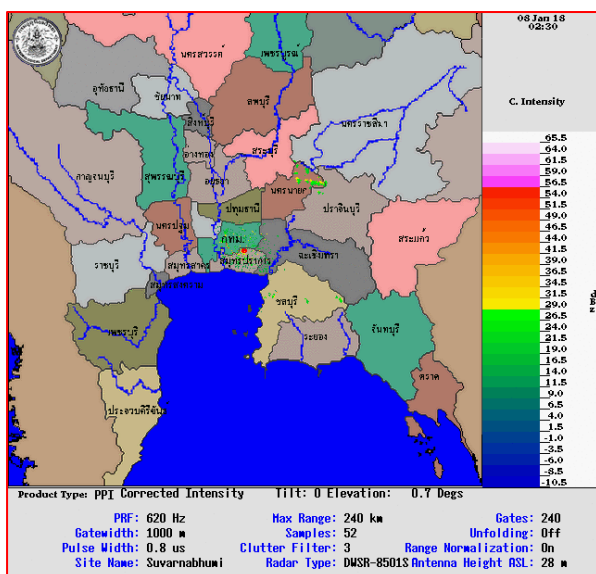 08 Jan 18
02:30
C. Intensity
65.5
64.0
61.5
59.0
56.5
54.0
51.5
49.0
46.5
44.0
41.5
39.0
36.5
34.0
31.5
29.0
26.5
24.0
21.5
19.0
16.5
14.0
11.5
9.0
6.5
4.0
1.5
-1.0
-3.5
-6.0
-8.5
-10.5
นครสวรรค์
เพชรบูรณ์
อุทัยธานี
ชัยนาท
ลพบุรี
สิงห์บุรี
นครราชสีมา
อ่างทอง
สระบุรี
กาญจนบุรี
สุพรรณบุรี
อยุธยา
นครนายก
ปราจีนบุรี
ปทุมธานี
นครปฐม
กทม.
สระแก้ว
ฉะเชิงเทรา
ราชบุรี
สมุทรสาคร
สมุทรปราการ
สมุทรสงคราม
ชลบุรี
เพชรบุรี
ระยอง
จันทบุรี
ตราด
ประจวบคีรีขันธ์
Product Type: PPI Corrected Intensity Tilt: 0 Elevation: 0.7 Degs
PRF: 620 Hz Max Range: 240 km Gates: 240
Gatewidth: 1000 m Samples: 52 Unfolding: Off
Pulse Width: 0.8 us Clutter Filter: 3 Range Normalization: On
Site Name: Suvarnabhumi Radar Type: DWSR-8501S Antenna Height ASL: 28 m